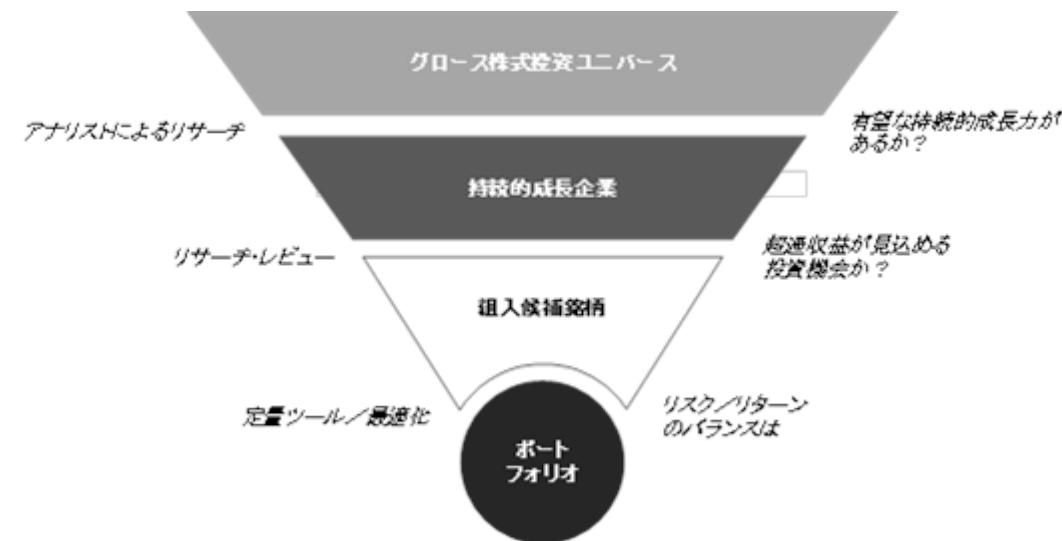 グロース株式投資ユニバース
アナリストによるリサーチ
有望な持続的成長力が
あるか？
持続的成長企業
リサーチ・レビュー
超過収益が見込める
投資機会か？
組入候補銘柄
定量ツール／最適化
リスク／リターン
のバランスは
ポート
フォリオ